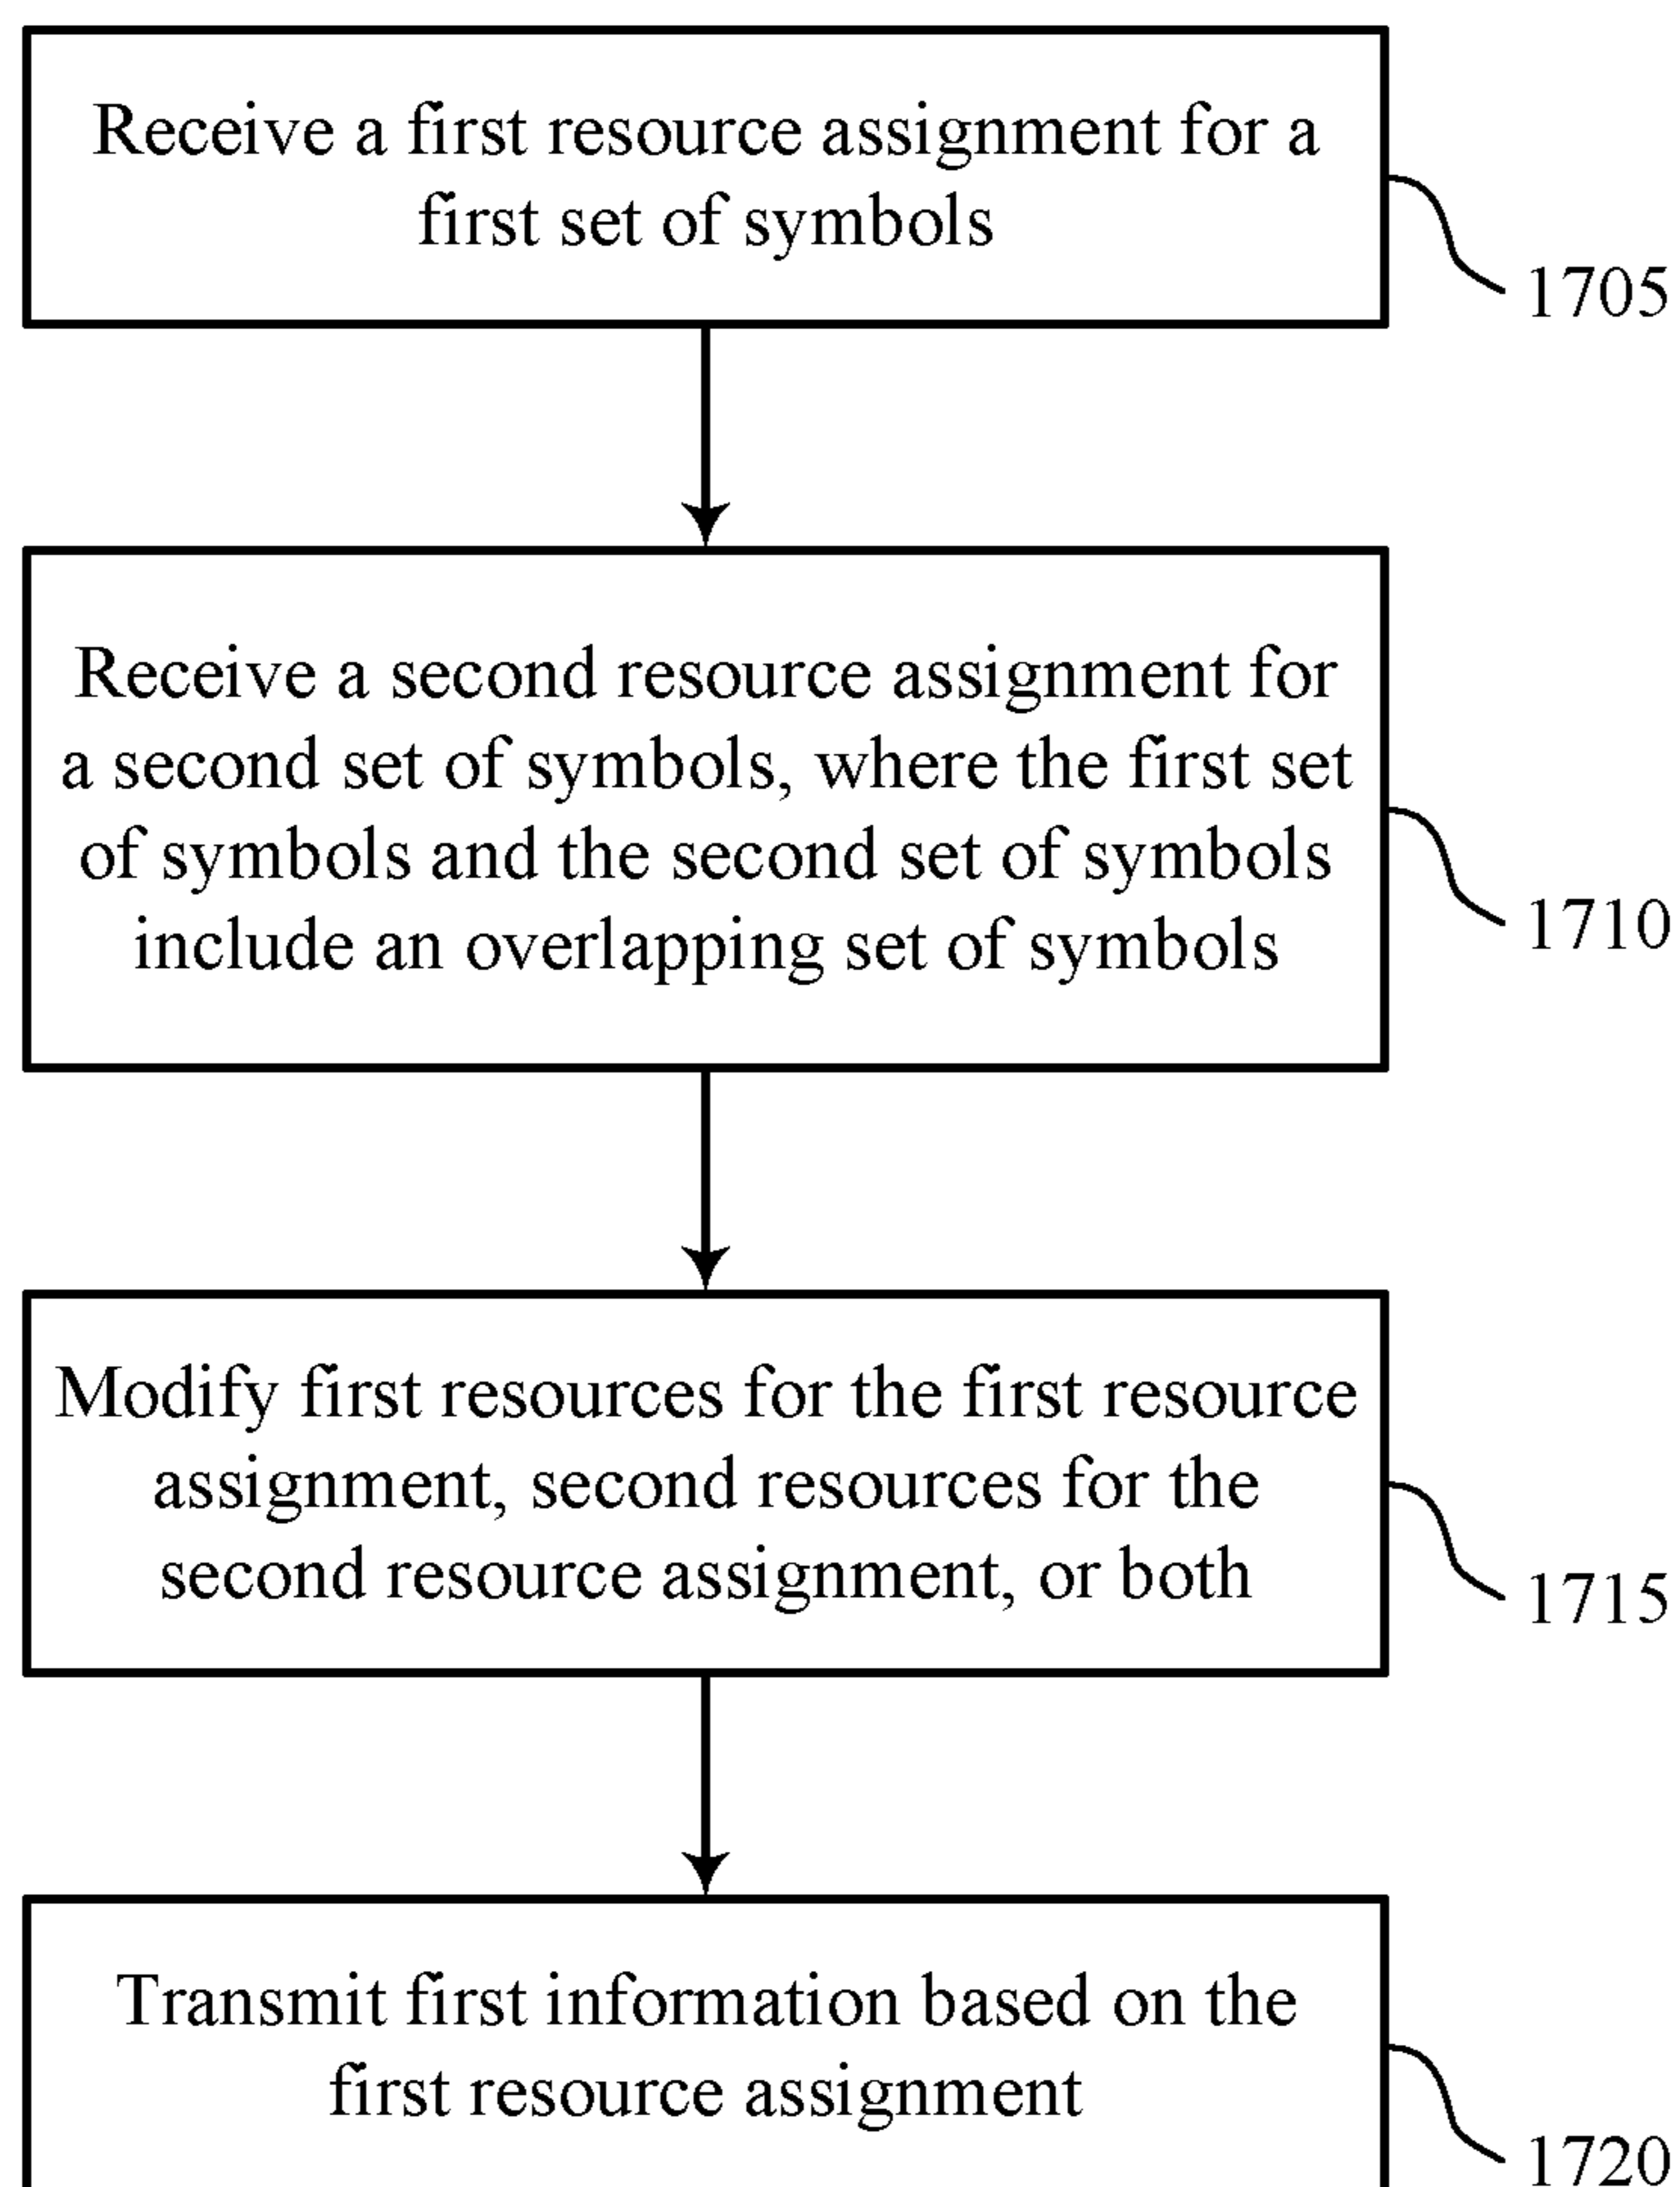 Receive a first resource assignment for a
first set of symbols
1705
Receive a second resource assignment for
a second set of symbols, where the first set
of symbols and the second set of symbols
include an overlapping set of symbols
1710
Modify first resources for the first resource
assignment, second resources for the
second resource assignment, or both
1715
Transmit first information based on the
first resource assignment
1720